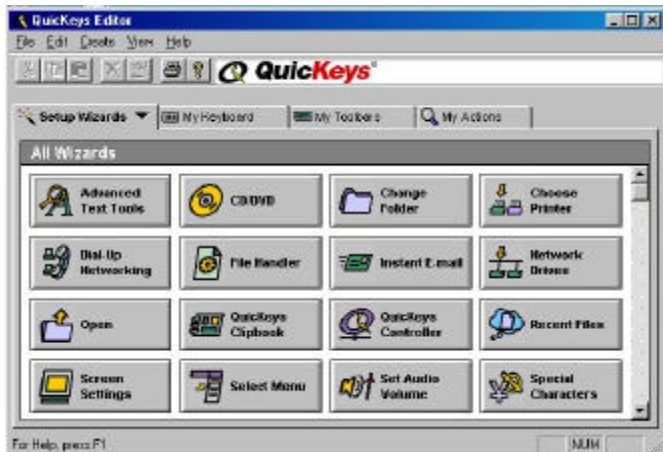 QuicKeys Editor
File Edit Create View Help
QuicKeys®
Setup Wizards My Keyboard My Toolbars My Actions
All Wizards
Advanced Text Tools
CD/DVD
Change Folder
Choose Printer
Dial-Up Networking
File Handler
Instant E-mail
Network Drives
Open
QuicKeys Clipbook
QuicKeys Controller
Recent Files
Screen Settings
Select Menu
Set Audio Volume
Special Characters
For Help, press F1
NUM